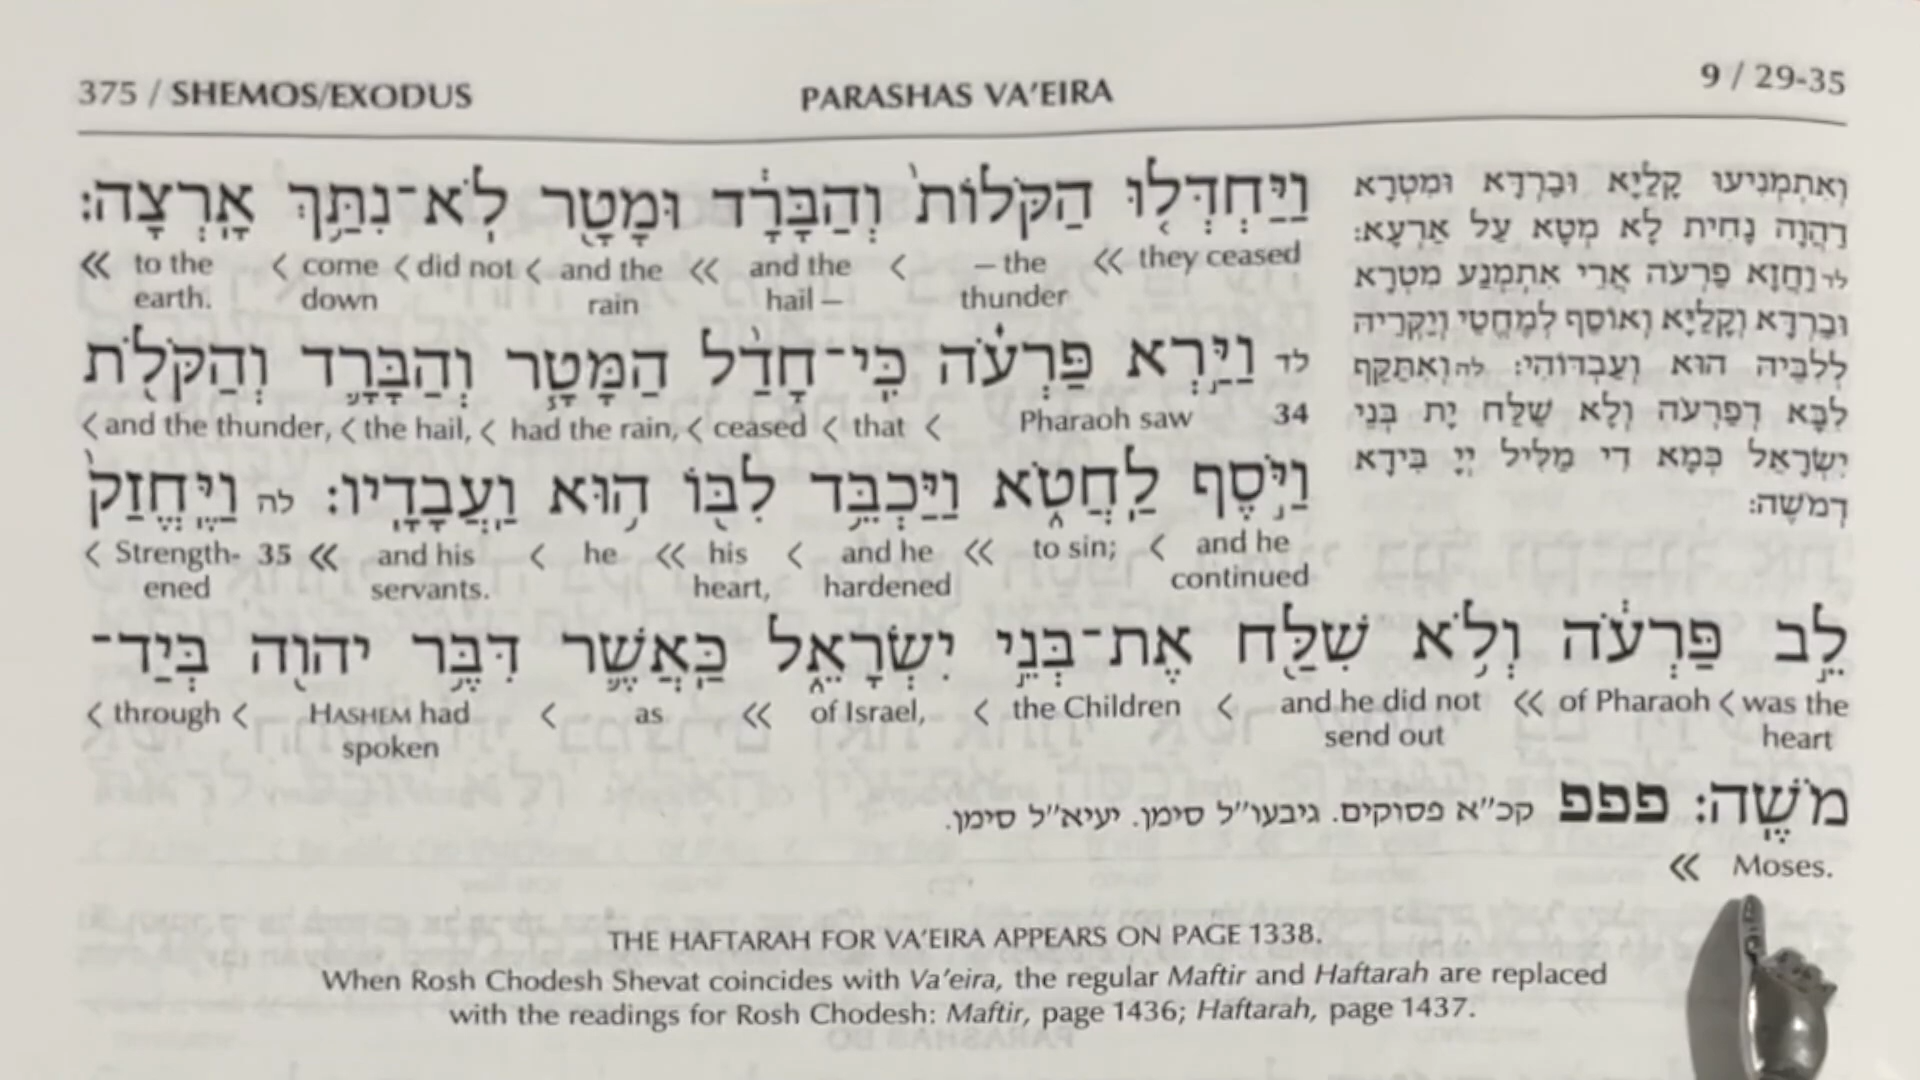 375 / SHEMOS/EXODUS PARASHAS VA'EIRA 9 / 29-35
וַיַּחְדְּל֤וּ הַקֹּלוֹת֙ וְהַבָּרָ֔ד וּמָטָ֖ר לֹא־נִתַּ֥ךְ אָֽרְצָה׃
they ceased « — the < and the « and the < did not < come < to the «
thunder hail — rain down earth.
לד וַיַּ֣רְא פַּרְעֹ֗ה כִּֽי־חָדַ֨ל הַמָּטָ֧ר וְהַבָּרָ֛ד וְהַקֹּלֹ֖ת
34 Pharaoh saw < that < ceased < had the rain, < the hail, < and the thunder, <
וַיֹּ֣סֶף לַחֲטֹ֑א וַיַּכְבֵּ֥ד לִבּ֖וֹ ה֥וּא וַעֲבָדָֽיו׃ לה וַֽיֶּחֱזַק֙
and he < to sin; « and he < his « he < and his « 35 Strength- <
continued hardened heart, servants. ened
לֵ֣ב פַּרְעֹ֔ה וְלֹ֥א שִׁלַּ֖ח אֶת־בְּנֵ֣י יִשְׂרָאֵ֑ל כַּאֲשֶׁ֛ר דִּבֶּ֥ר יהוָ֖ה בְּיַד־
was the < of Pharaoh « and he did not < the Children < of Israel, « as < HASHEM had < through <
heart send out spoken
מֹשֶֽׁה׃ פפפ קכ"א פסוקים. גיבעו"ל סימן. יעיא"ל סימן.
Moses. «
וְאִתְמְנִיעוּ קָלַיָּא וּבַרְדָּא וּמִטְרָא
דַּהֲוָה נָחִית לָא מְטָא עַל אַרְעָא:
לד וַחֲזָא פַרְעֹה אֲרֵי אִתְמְנַע מִטְרָא
וּבַרְדָּא וְקָלַיָּא וְאוֹסֵף לְמֶחֱטֵי וְיַקְּרֵיהּ
לְלִבֵּיהּ הוּא וְעַבְדּוֹהִי: לה וְאִתַּקַּף
לִבָּא דְפַרְעֹה וְלָא שַׁלַּח יָת בְּנֵי
יִשְׂרָאֵל כְּמָא דִי מַלִּיל יְיָ בִּידָא
דְמֹשֶׁה:
THE HAFTARAH FOR VA'EIRA APPEARS ON PAGE 1338.
When Rosh Chodesh Shevat coincides with Va'eira, the regular Maftir and Haftarah are replaced
with the readings for Rosh Chodesh: Maftir, page 1436; Haftarah, page 1437.